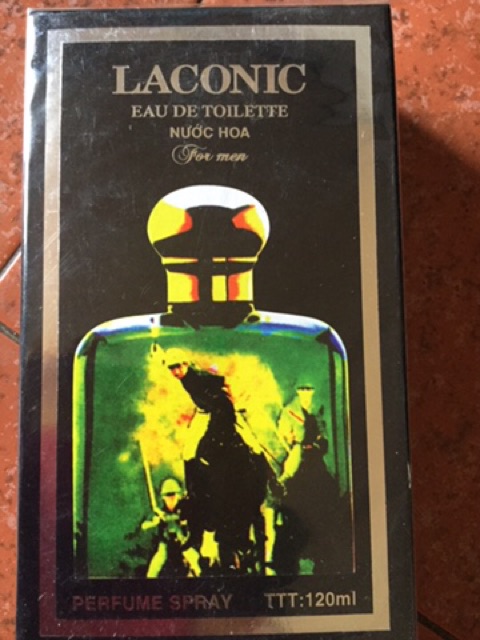 LACONIC
EAU DE TOILETTE
NƯỚC HOA
For men
PERFUME SPRAY TTT:120ml